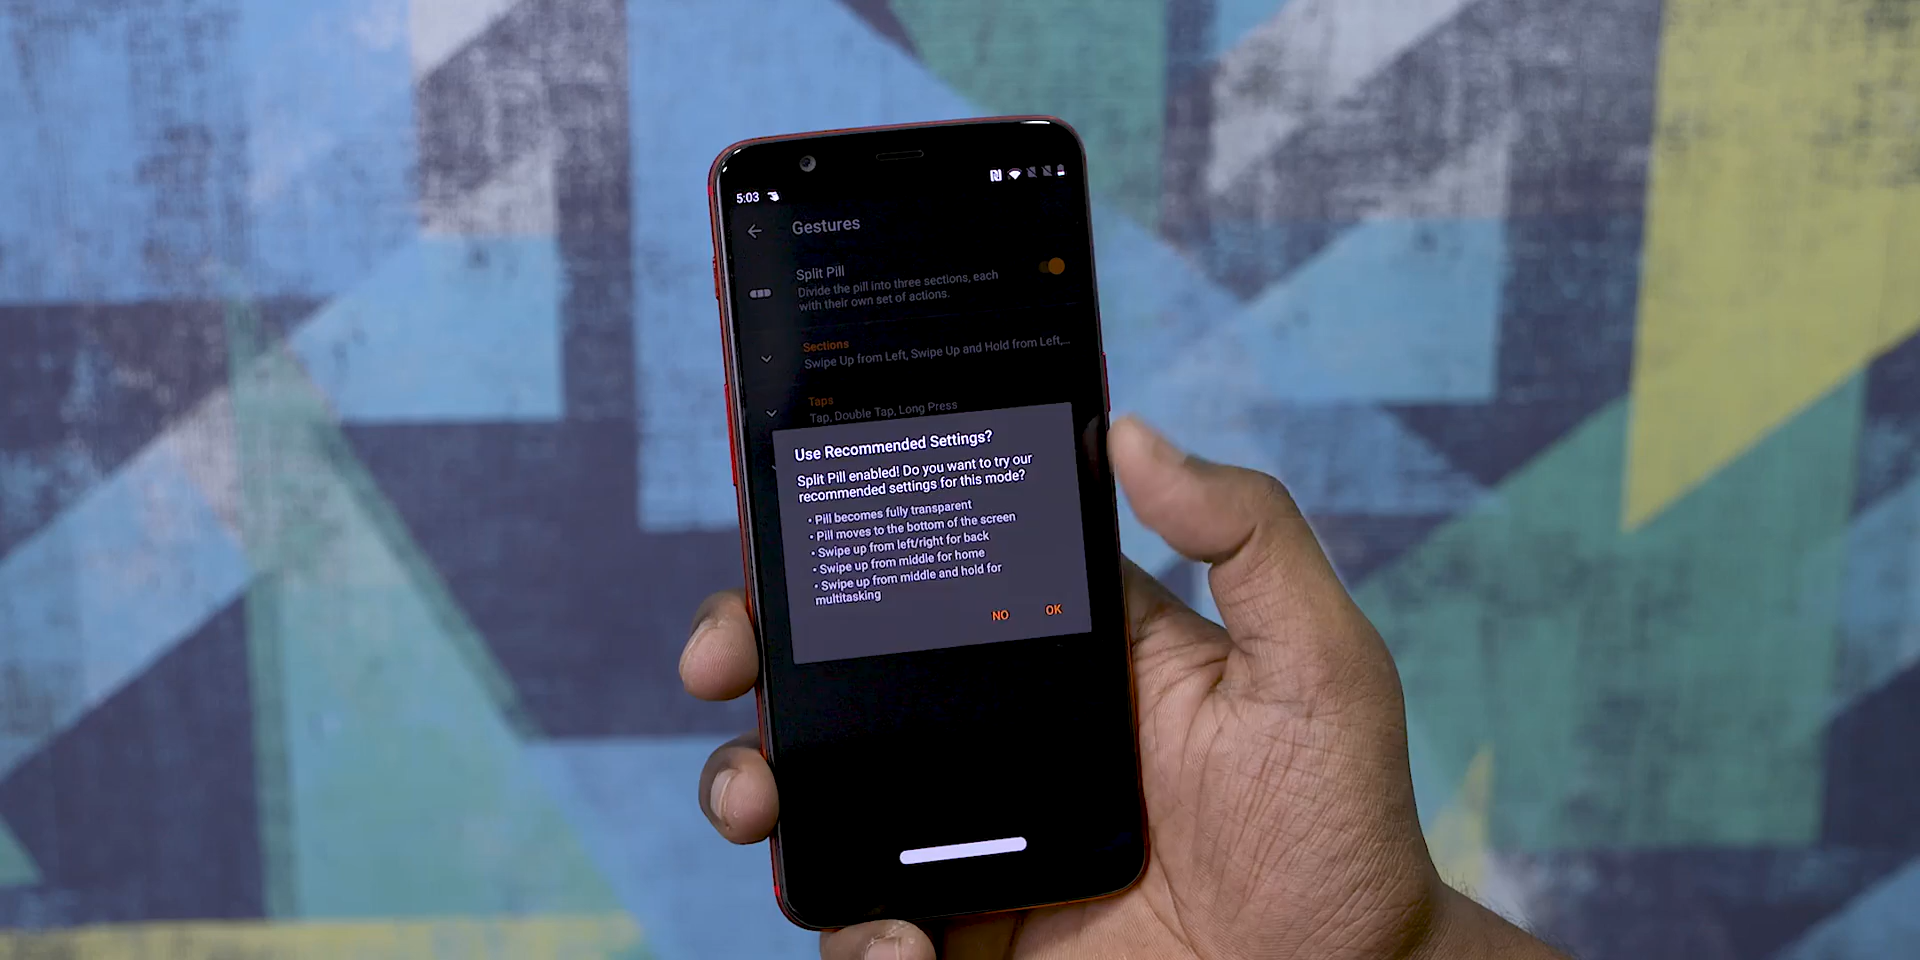 5:03
Gestures
Split Pill
Divide the pill into three sections, each
with their own set of actions.
Sections
Swipe Up from Left, Swipe Up and Hold from Left,...
Taps
Tap, Double Tap, Long Press
Use Recommended Settings?
Split Pill enabled! Do you want to try our
recommended settings for this mode?
• Pill becomes fully transparent
• Pill moves to the bottom of the screen
• Swipe up from left/right for back
• Swipe up from middle for home
• Swipe up from middle and hold for
multitasking
NO OK